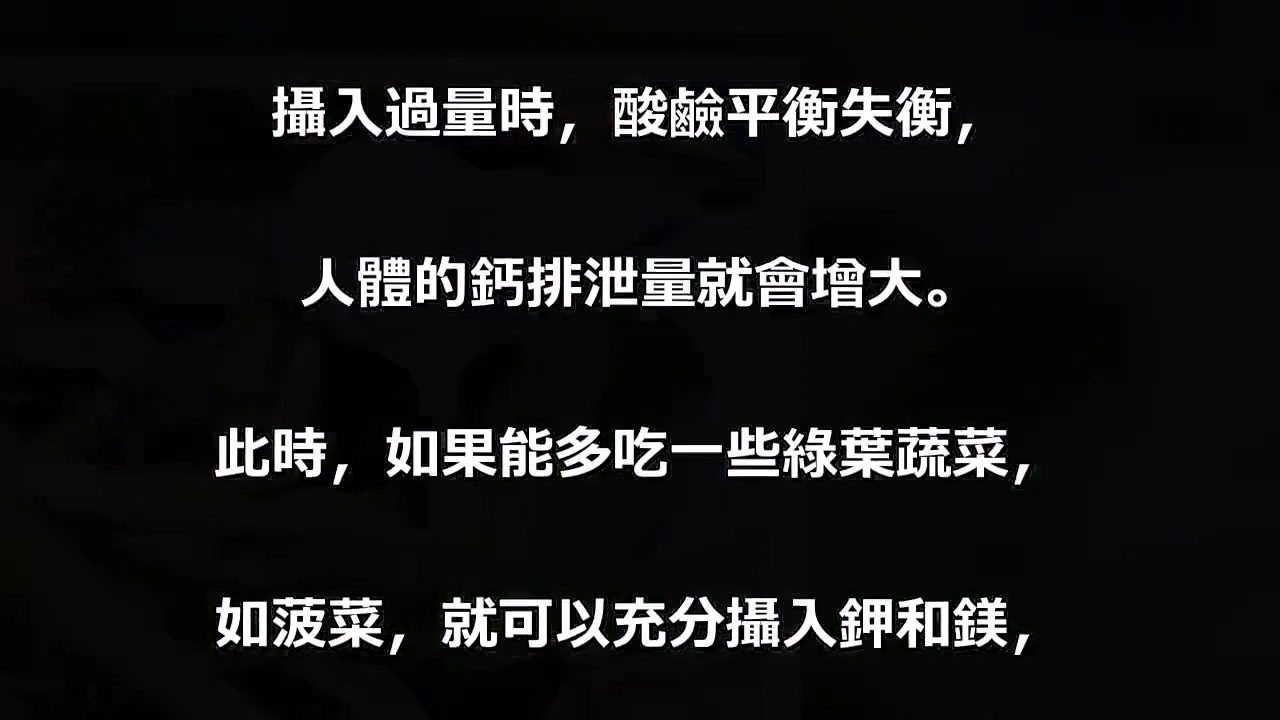 攝入過量時，酸鹼平衡失衡，
人體的鈣排泄量就會增大。
此時，如果能多吃一些綠葉蔬菜，
如菠菜，就可以充分攝入鉀和鎂，